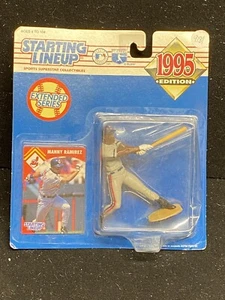 STARTING
LINEUP
SPORTS SUPERSTAR COLLECTIBLES
1995
EDITION
EXTENDED
SERIES
MANNY RAMIREZ